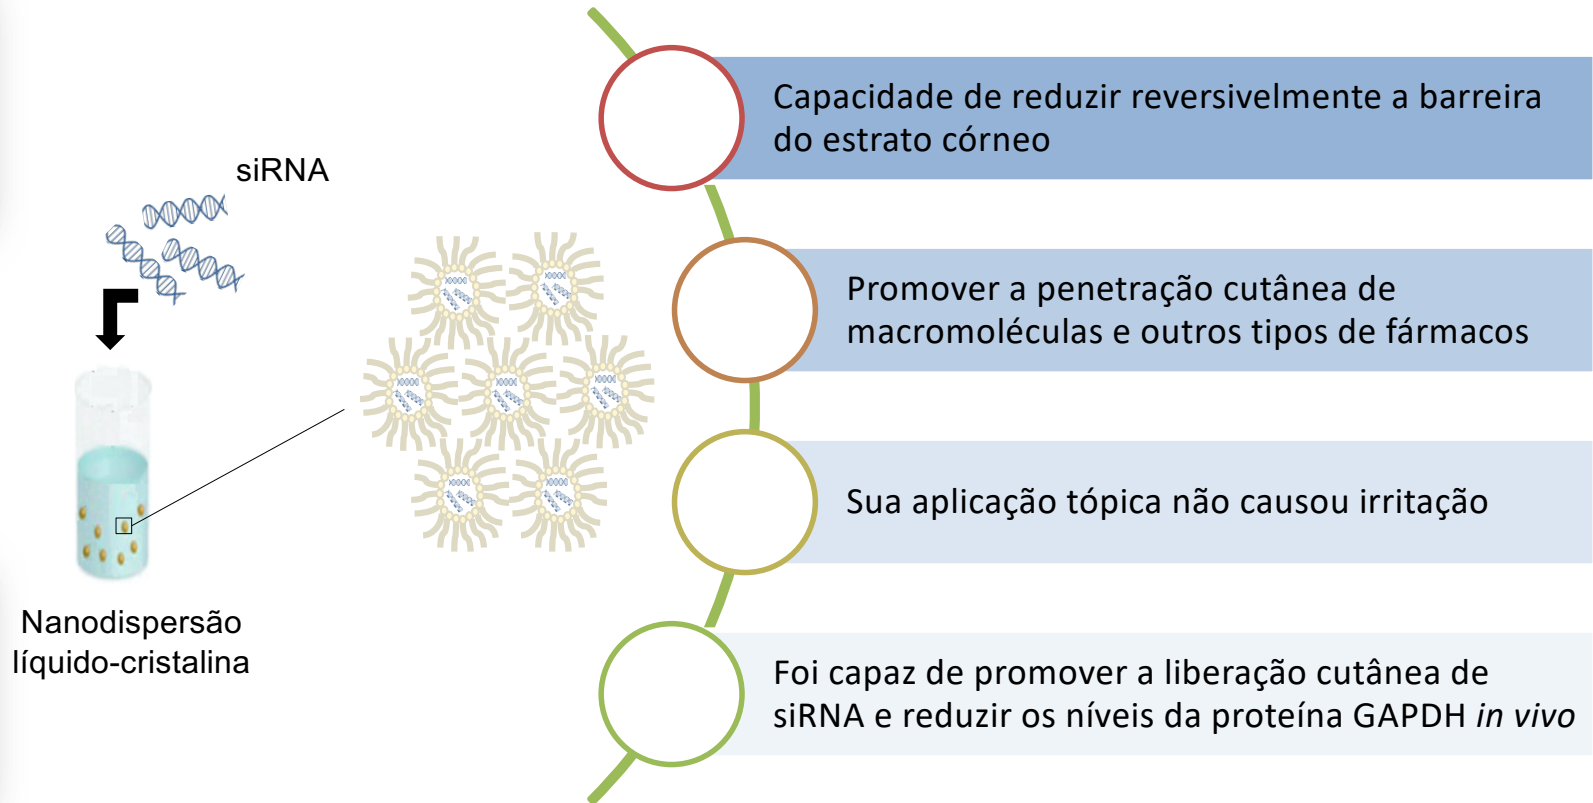 siRNA
Nanodispersão
líquido-cristalina
Capacidade de reduzir reversivelmente a barreira
do estrato córneo
Promover a penetração cutânea de
macromoléculas e outros tipos de fármacos
Sua aplicação tópica não causou irritação
Foi capaz de promover a liberação cutânea de
siRNA e reduzir os níveis da proteína GAPDH in vivo